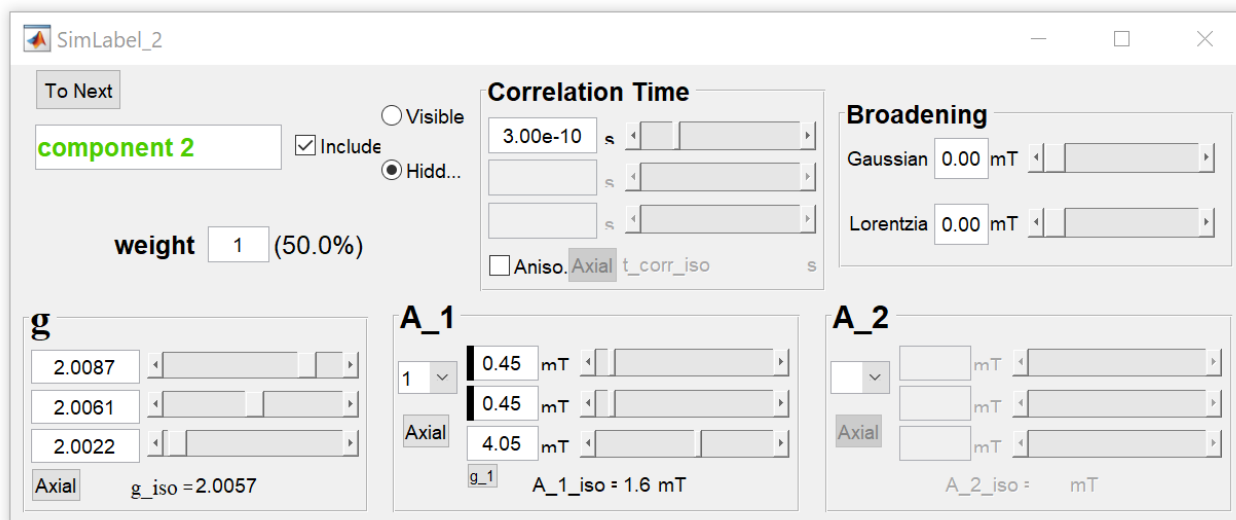 SimLabel_2
To Next
component 2
Include
Visible
Hidd...
weight 1 (50.0%)
Correlation Time
3.00e-10 s
s
s
Aniso. Axial t_corr_iso s
Broadening
Gaussian 0.00 mT
Lorentzia 0.00 mT
g
2.0087
2.0061
2.0022
Axial g_iso =2.0057
A_1
1
0.45 mT
0.45 mT
Axial
4.05 mT
g_1
A_1_iso = 1.6 mT
A_2
mT
mT
Axial
mT
A_2_iso = mT